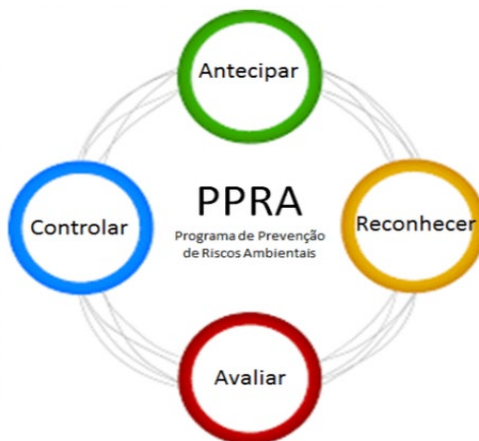 Antecipar
Controlar
PPRA
Programa de Prevenção
de Riscos Ambientais
Reconhecer
Avaliar